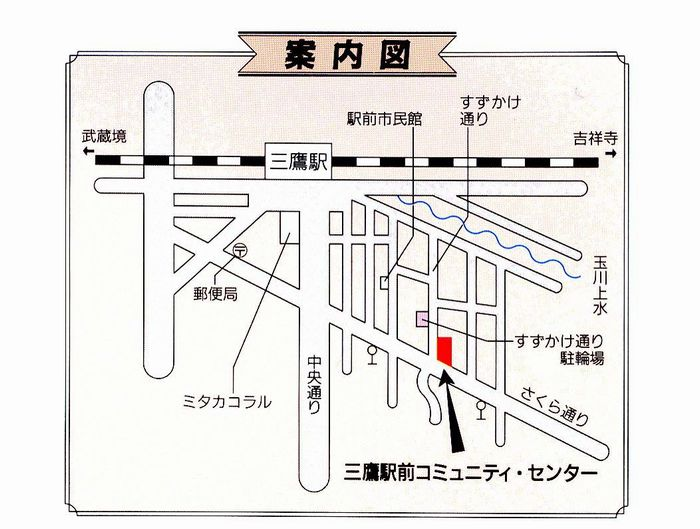 案内図
駅前市民館
すずかけ
通り
武蔵境
三鷹駅
吉祥寺
玉川上水
郵便局
ミタカコラル
中央通り
すずかけ通り
駐輪場
さくら通り
三鷹駅前コミュニティ・センター